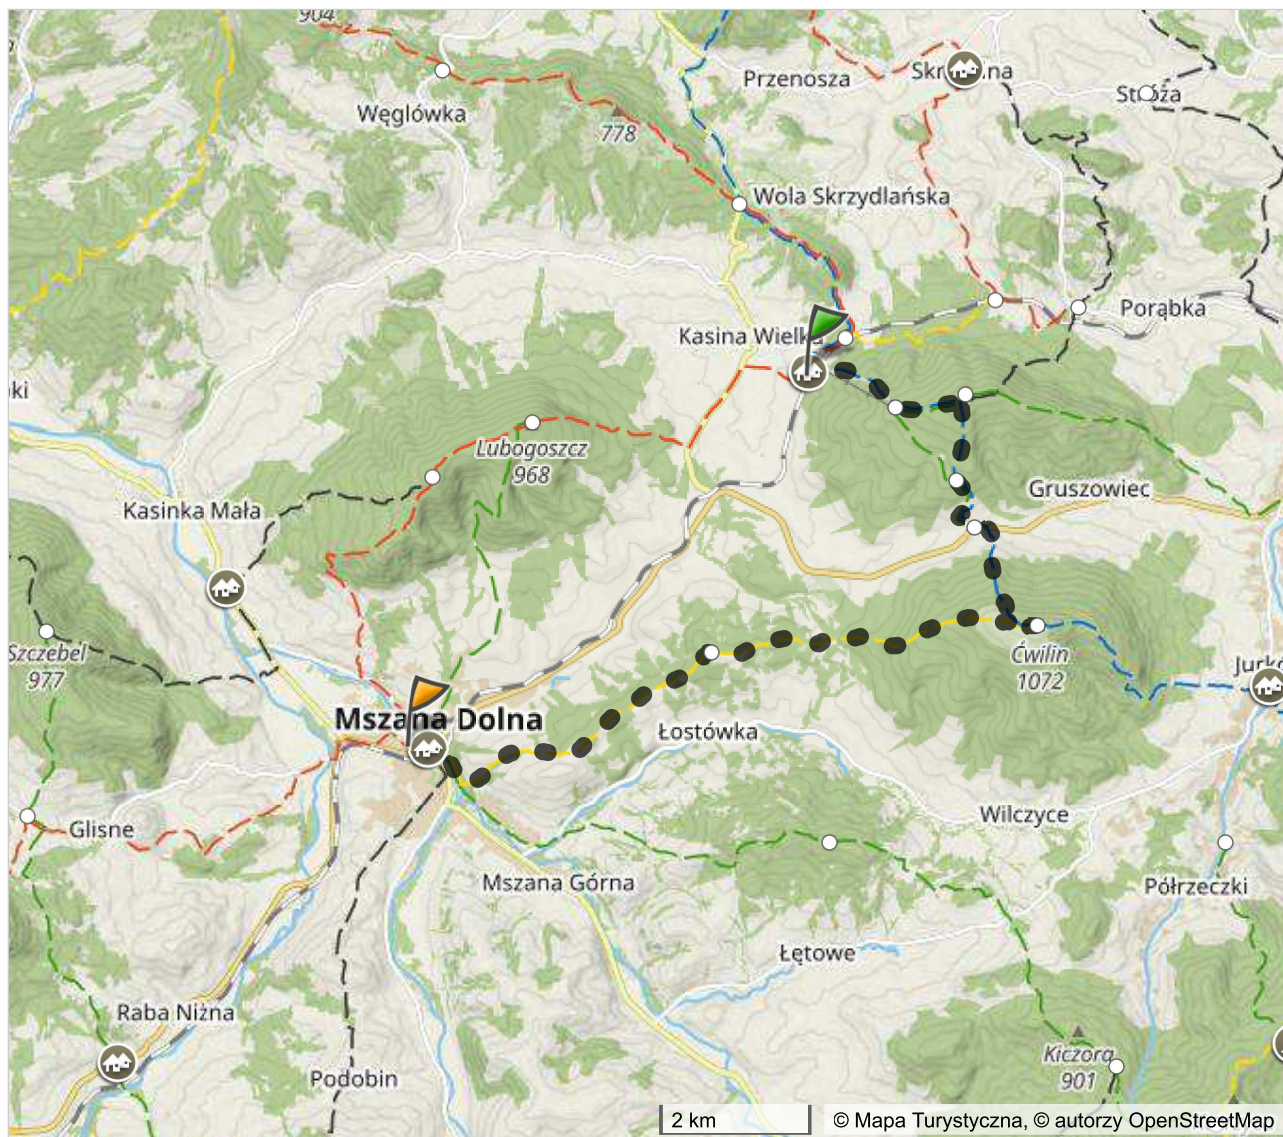 904
Przenosza
Węglówka
778
Wola Skrzydlańska
Kasina Wielka
Porąbka
Lubogoszcz
968
Kasinka Mała
Gruszowiec
Szczebel
977
Ćwilin
1072
Mszana Dolna
Łostówka
Wilczyce
Glisne
Mszana Górna
Półrzeczki
Łętowe
Raba Niżna
Kiczora
901
Podobin
2 km
© Mapa Turystyczna, © autorzy OpenStreetMap